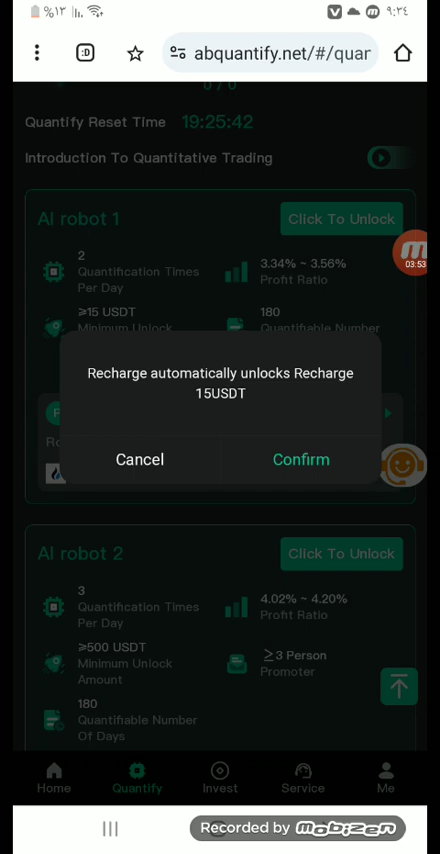 %١٣
V
m
٩:٣٤
:D
abquantify.net/#/quar
0 / 0
Quantify Reset Time 19:25:42
Introduction To Quantitative Trading
AI robot 1
Click To Unlock
2
Quantification Times
Per Day
3.34% ~ 3.56%
Profit Ratio
m
03:53
≥15 USDT
Minimum Unlock
180
Quantifiable Number
Recharge automatically unlocks Recharge
15USDT
Cancel
Confirm
AI robot 2
Click To Unlock
3
Quantification Times
Per Day
4.02% ~ 4.20%
Profit Ratio
≥500 USDT
Minimum Unlock
Amount
≥3 Person
Promoter
180
Quantifiable Number
Of Days
Home
Quantify
Invest
Service
Me
Recorded by MOBIZEN